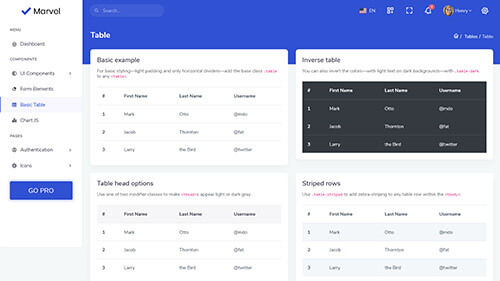 Marvel
Search...
EN
Henry
MENU
Dashboard
COMPONENTS
UI Components
Form Elements
Basic Table
Chart JS
PAGES
Authentication
Icons
GO PRO
Table
/ Tables / Table
Basic example
For basic styling—light padding and only horizontal dividers—add the base class .table
to any <table>.
# First Name Last Name Username
1 Mark Otto @mdo
2 Jacob Thornton @fat
3 Larry the Bird @twitter
Inverse table
You can also invert the colors—with light text on dark backgrounds—with .table-dark.
# First Name Last Name Username
1 Mark Otto @mdo
2 Jacob Thornton @fat
3 Larry the Bird @twitter
Table head options
Use one of two modifier classes to make <thead>s appear light or dark gray.
# First Name Last Name Username
1 Mark Otto @mdo
2 Jacob Thornton @fat
3 Larry the Bird @twitter
Striped rows
Use .table-striped to add zebra-striping to any table row within the <tbody>.
# First Name Last Name Username
1 Mark Otto @mdo
2 Jacob Thornton @fat
3 Larry the Bird @twitter